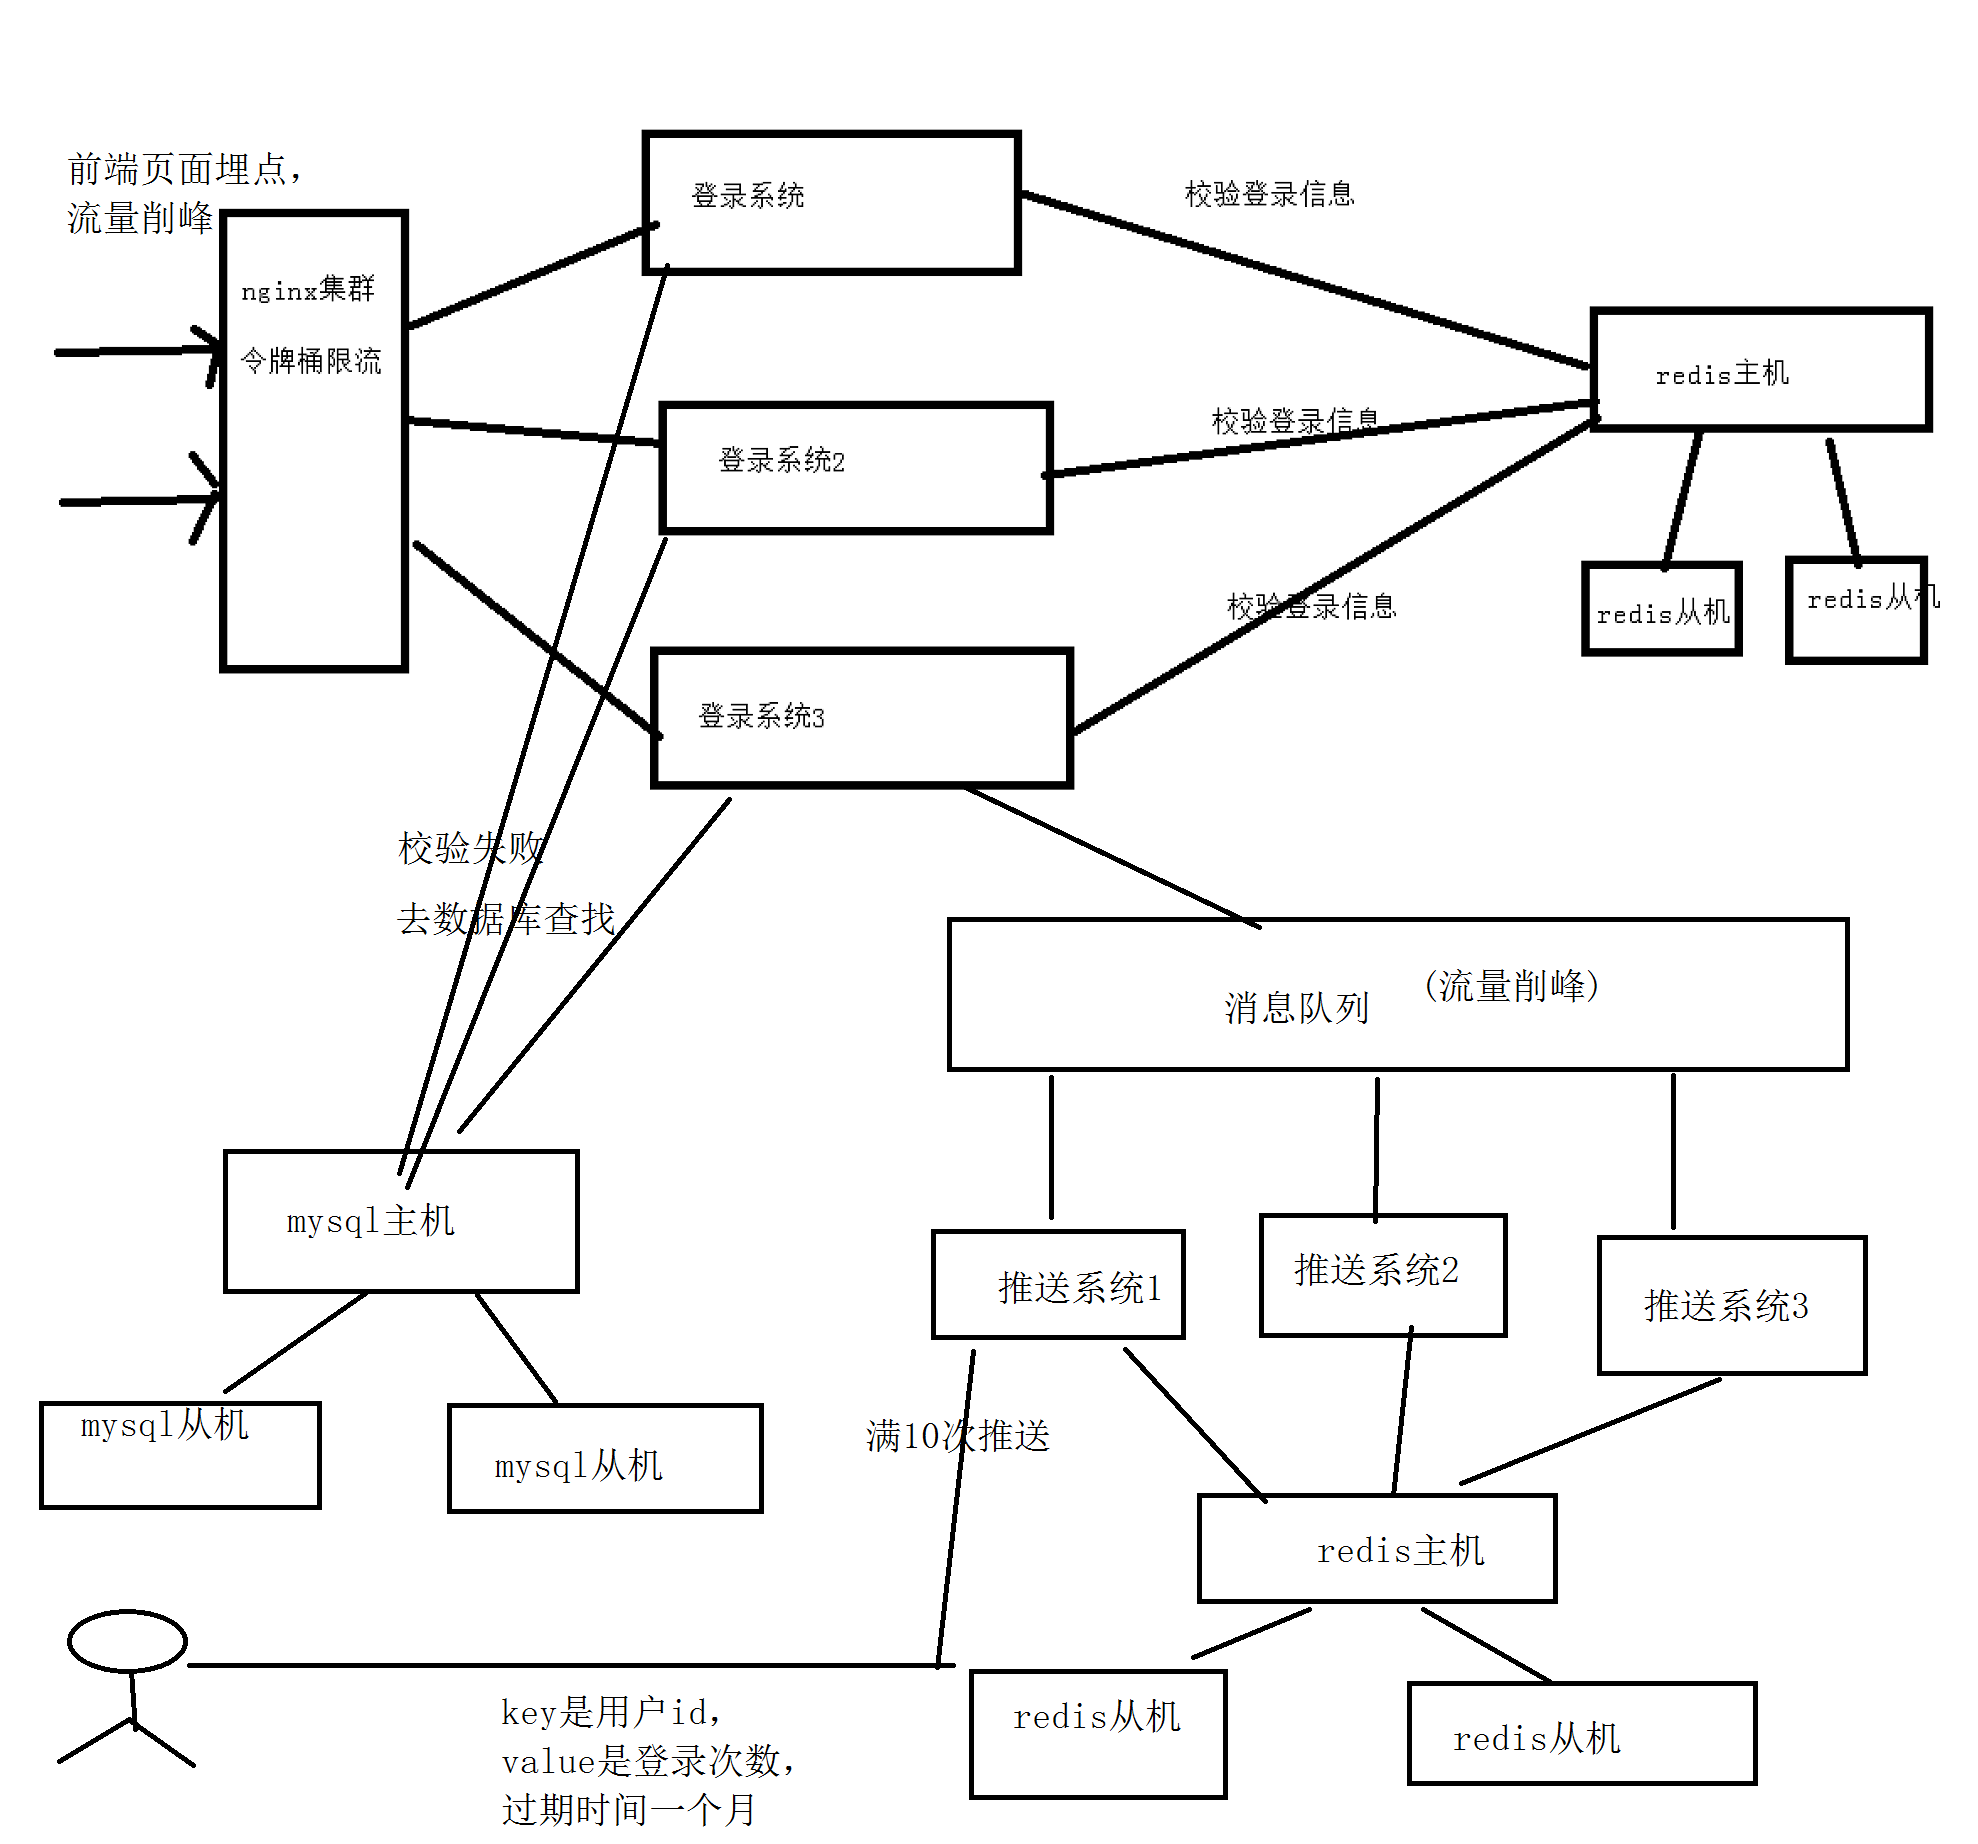 前端页面埋点，
流量削峰
nginx集群
令牌桶限流
登录系统
校验登录信息
redis主机
登录系统2
校验登录信息
redis从机
redis从机
校验登录信息
登录系统3
校验失败
去数据库查找
消息队列
(流量削峰)
mysql主机
推送系统1
推送系统2
推送系统3
mysql从机
mysql从机
满10次推送
redis主机
redis从机
redis从机
key是用户id，
value是登录次数，
过期时间一个月